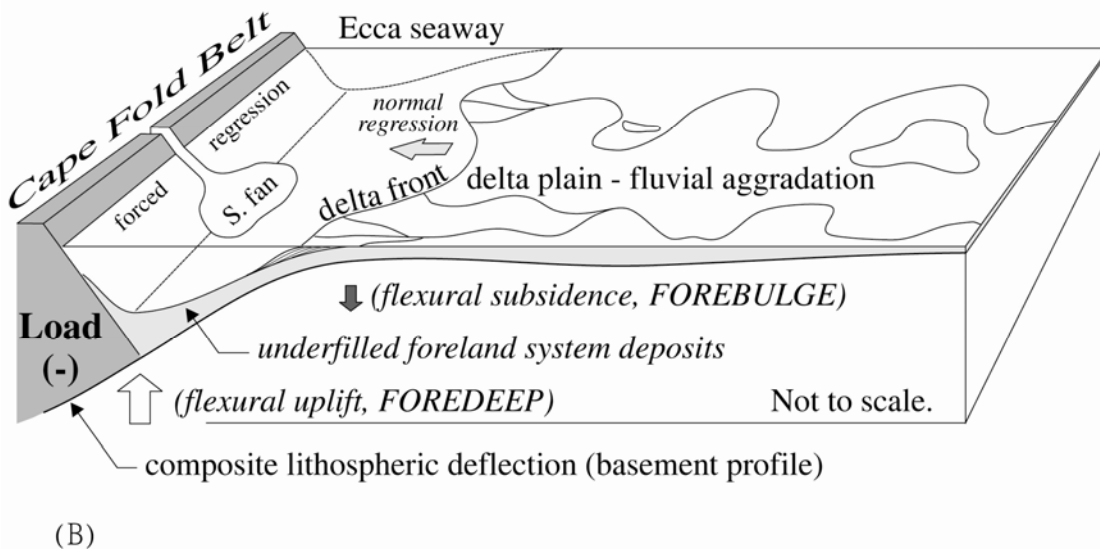 Ecca seaway
Cape Fold Belt
normal
regression
regression
forced
S. fan
delta front
delta plain - fluvial aggradation
(flexural subsidence, FOREBULGE)
Load
(-)
underfilled foreland system deposits
(flexural uplift, FOREDEEP)
Not to scale.
composite lithospheric deflection (basement profile)
(B)